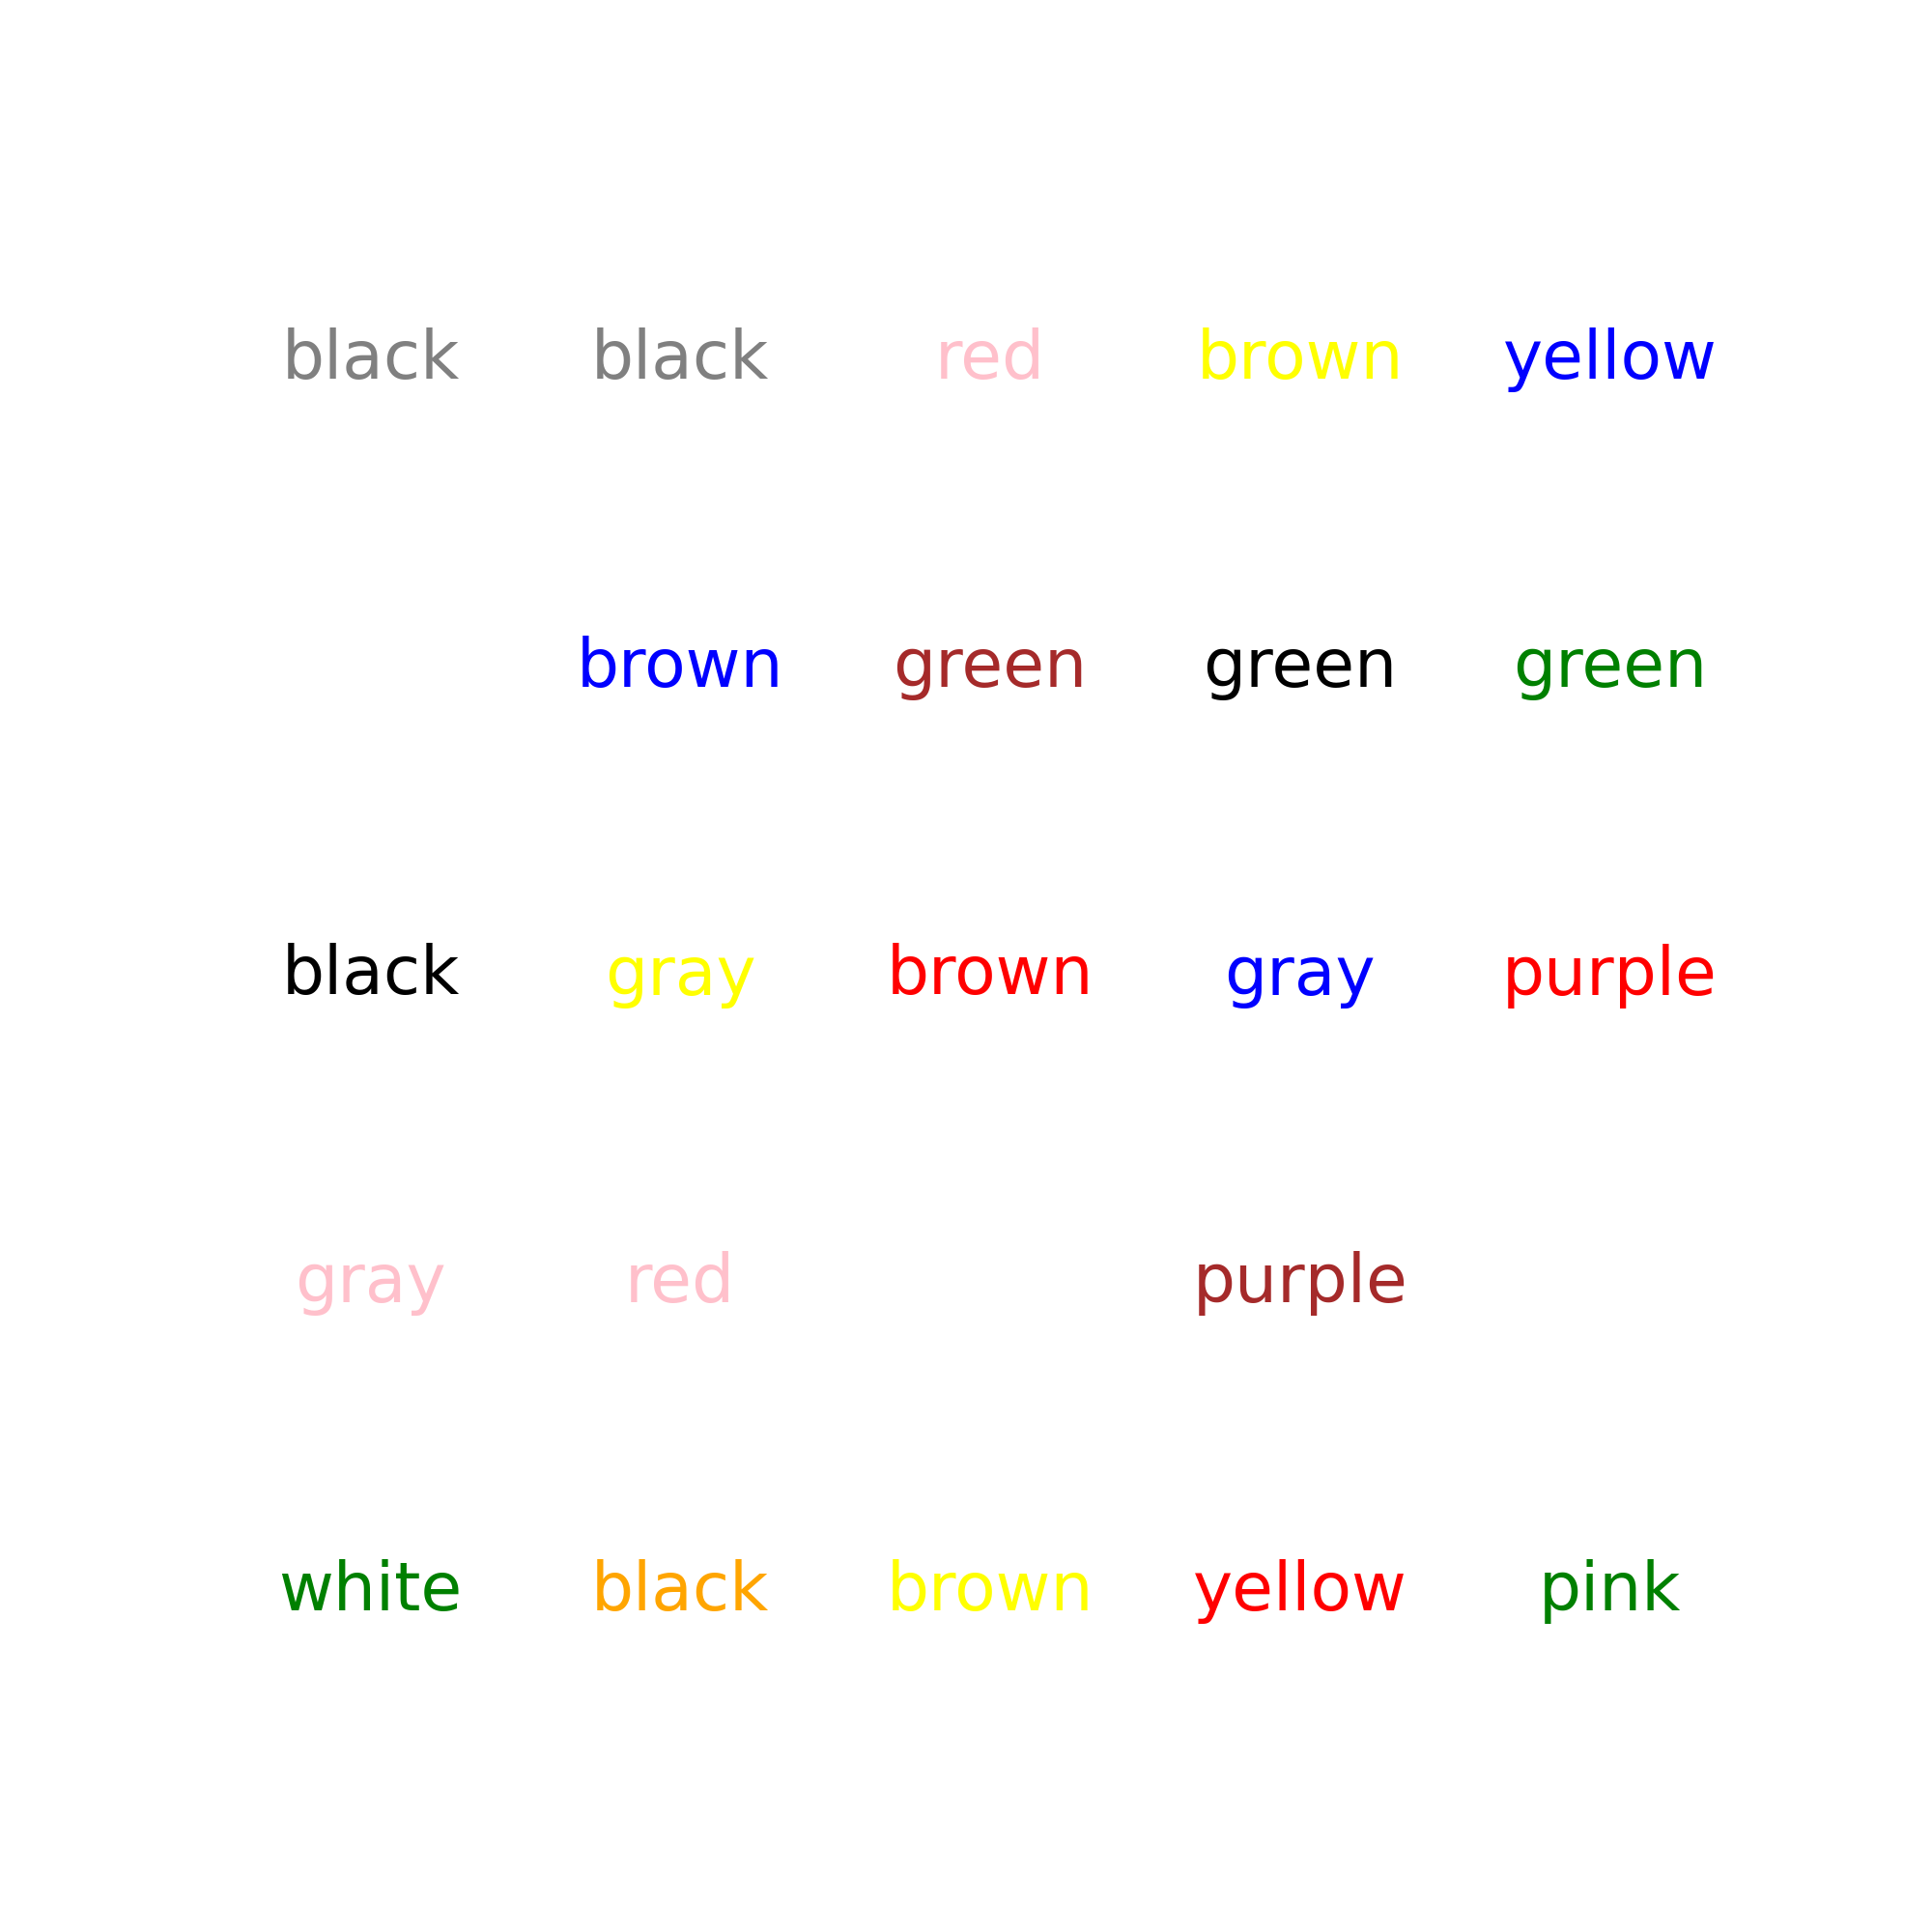 black black red brown yellow
brown green green green
black gray brown gray purple
gray red purple
white black brown yellow pink